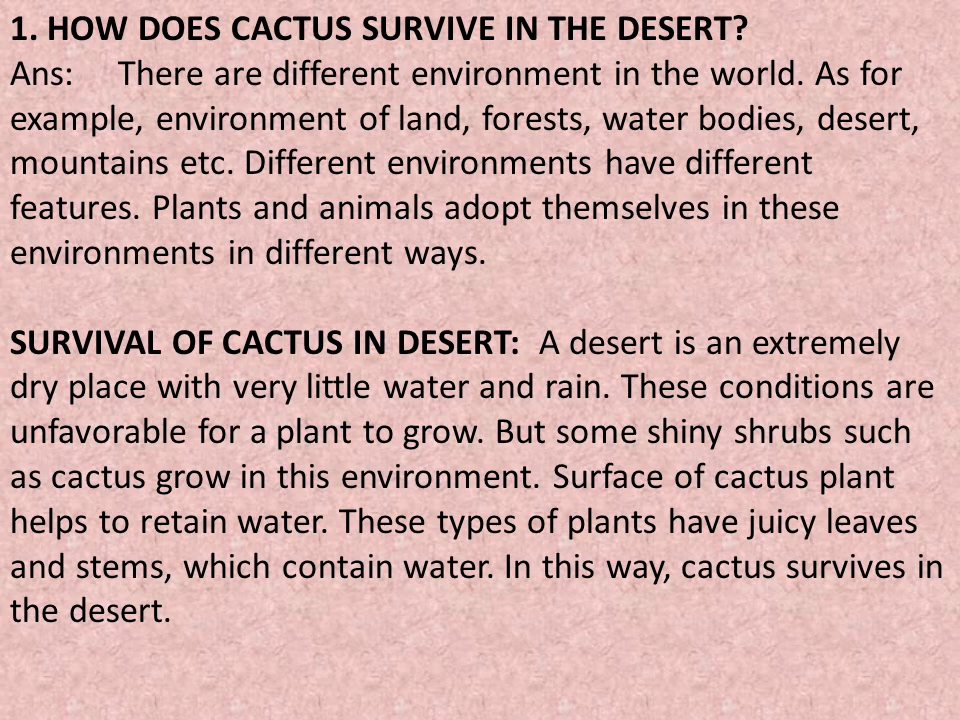 1. HOW DOES CACTUS SURVIVE IN THE DESERT?
Ans: There are different environment in the world. As for
example, environment of land, forests, water bodies, desert,
mountains etc. Different environments have different
features. Plants and animals adopt themselves in these
environments in different ways.
SURVIVAL OF CACTUS IN DESERT: A desert is an extremely
dry place with very little water and rain. These conditions are
unfavorable for a plant to grow. But some shiny shrubs such
as cactus grow in this environment. Surface of cactus plant
helps to retain water. These types of plants have juicy leaves
and stems, which contain water. In this way, cactus survives in
the desert.